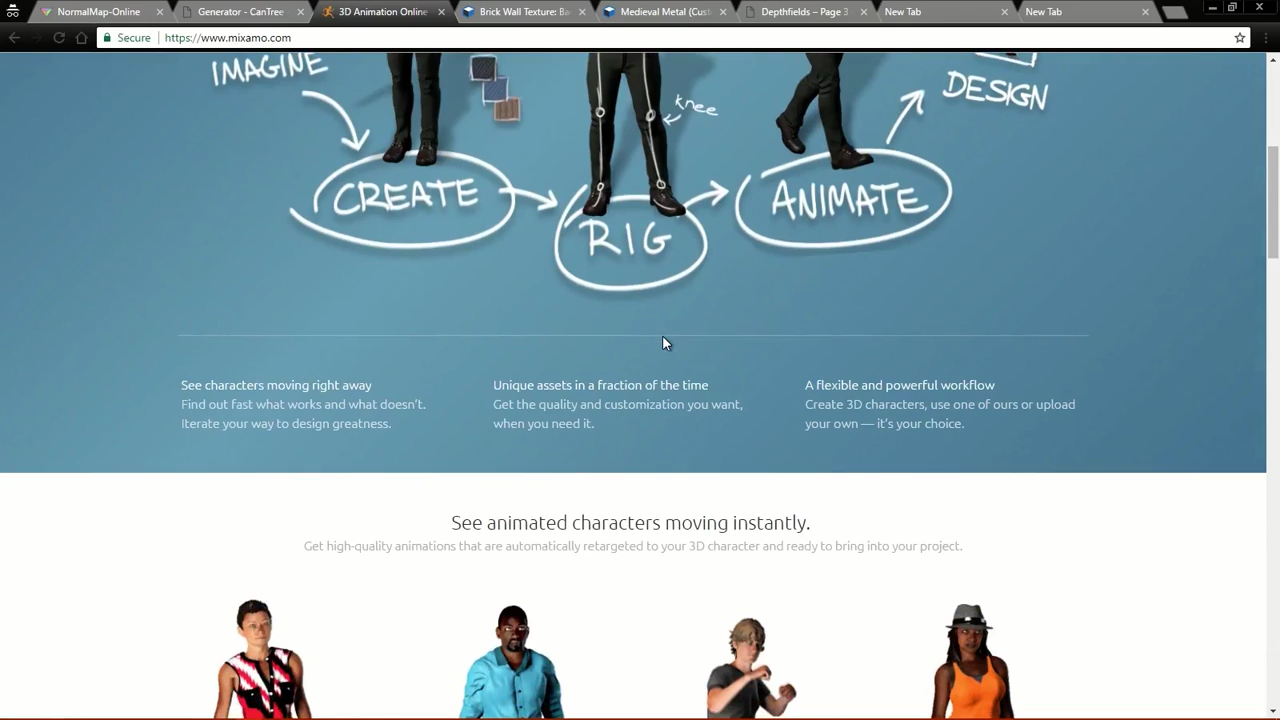 NormalMap-Online
Generator - CanTree
3D Animation Online
Brick Wall Texture: Ba
Medieval Metal {Cust
Depthfields – Page 3
New Tab
New Tab
Secure
https://www.mixamo.com
IMAGINE
knee
DESIGN
CREATE
RIG
ANIMATE
See characters moving right away
Find out fast what works and what doesn’t.
Iterate your way to design greatness.
Unique assets in a fraction of the time
Get the quality and customization you want,
when you need it.
A flexible and powerful workflow
Create 3D characters, use one of ours or upload
your own — it’s your choice.
See animated characters moving instantly.
Get high-quality animations that are automatically retargeted to your 3D character and ready to bring into your project.